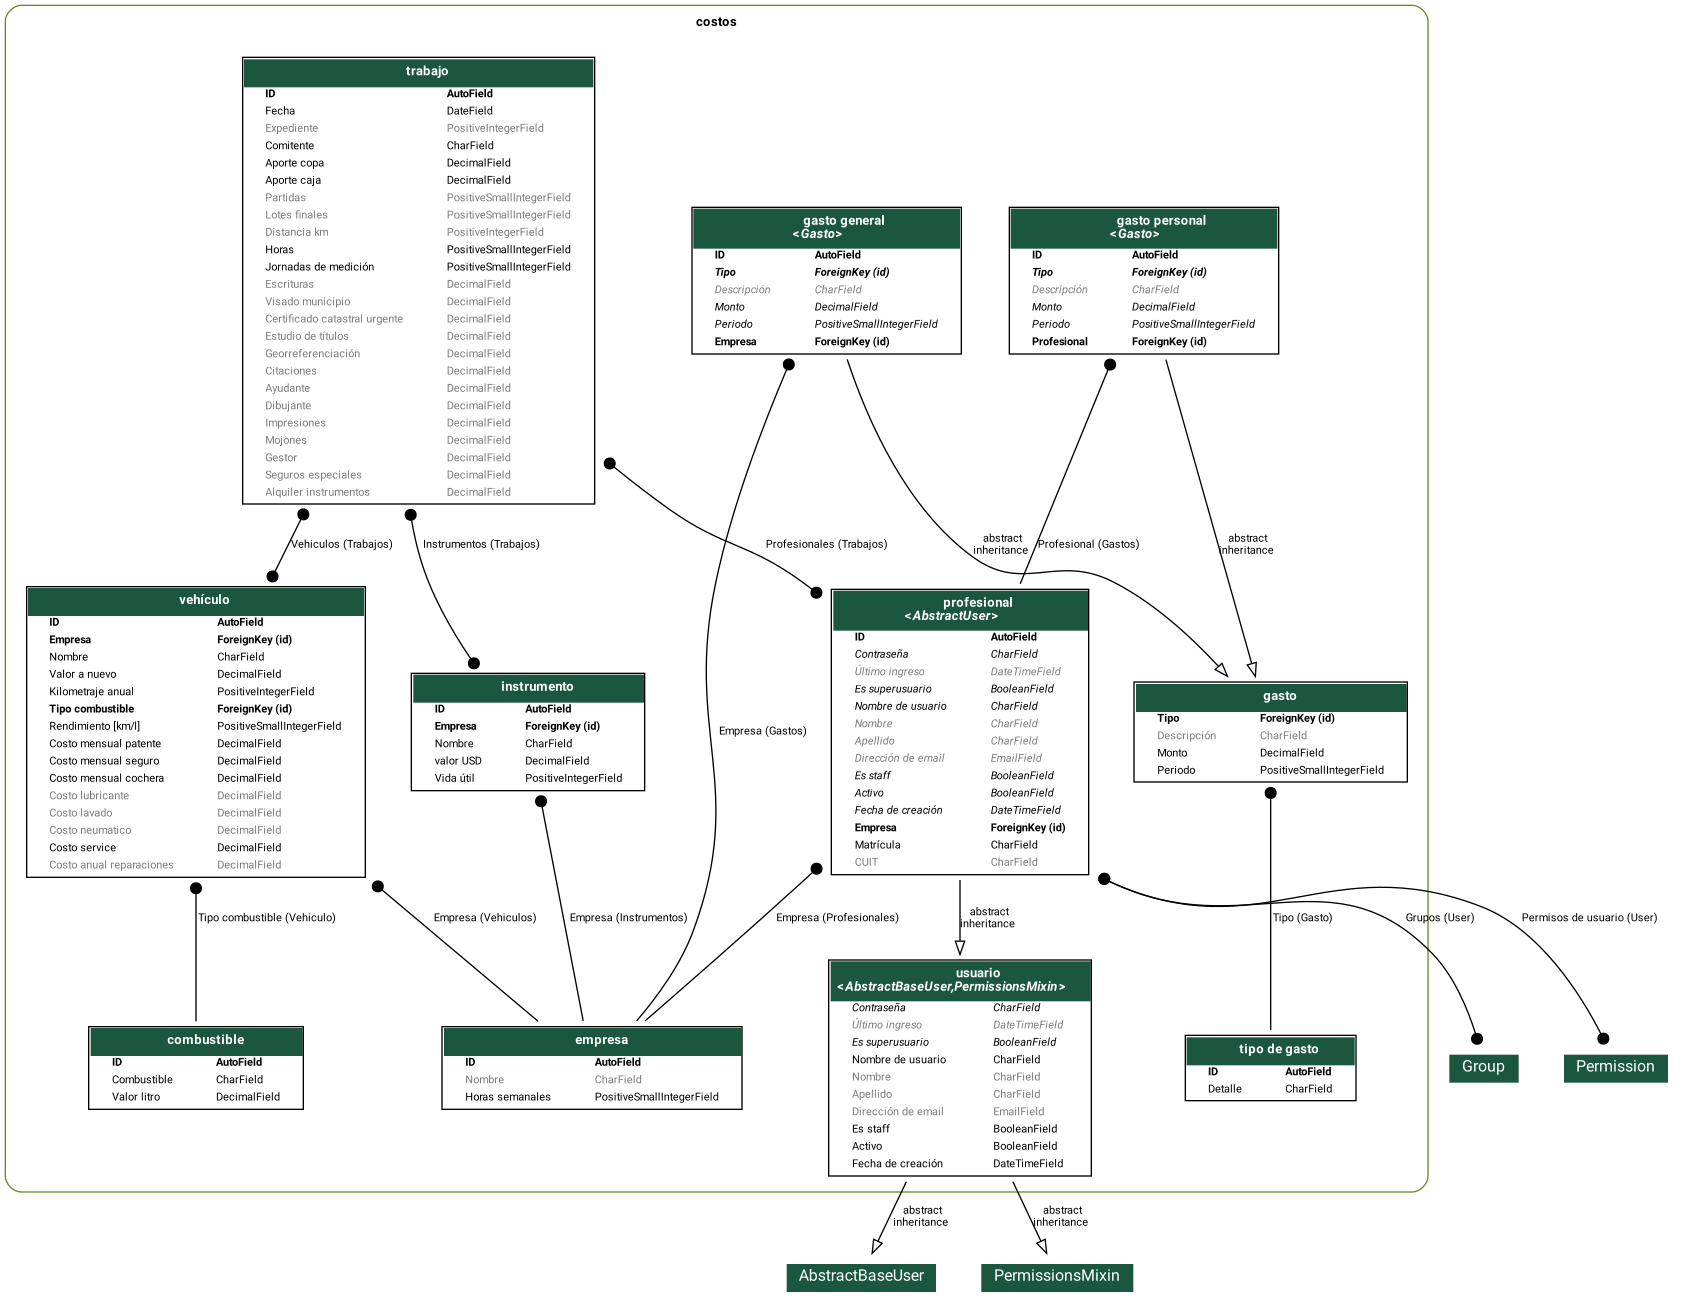 costos
trabajo
ID AutoField
Fecha DateField
Expediente PositiveIntegerField
Comitente CharField
Aporte copa DecimalField
Aporte caja DecimalField
Partidas PositiveSmallIntegerField
Lotes finales PositiveSmallIntegerField
Distancia km PositiveIntegerField
Horas PositiveSmallIntegerField
Jornadas de medición PositiveSmallIntegerField
Escrituras DecimalField
Visado municipio DecimalField
Certificado catastral urgente DecimalField
Estudio de títulos DecimalField
Georreferenciación DecimalField
Citaciones DecimalField
Ayudante DecimalField
Dibujante DecimalField
Impresiones DecimalField
Mojones DecimalField
Gestor DecimalField
Seguros especiales DecimalField
Alquiler instrumentos DecimalField
gasto general
<Gasto>
ID AutoField
Tipo ForeignKey (id)
Descripción CharField
Monto DecimalField
Periodo PositiveSmallIntegerField
Empresa ForeignKey (id)
gasto personal
<Gasto>
ID AutoField
Tipo ForeignKey (id)
Descripción CharField
Monto DecimalField
Periodo PositiveSmallIntegerField
Profesional ForeignKey (id)
Vehiculos (Trabajos)
Instrumentos (Trabajos)
Profesionales (Trabajos)
abstract
inheritance
Profesional (Gastos)
abstract
inheritance
vehículo
ID AutoField
Empresa ForeignKey (id)
Nombre CharField
Valor a nuevo DecimalField
Kilometraje anual PositiveIntegerField
Tipo combustible ForeignKey (id)
Rendimiento [km/l] PositiveSmallIntegerField
Costo mensual patente DecimalField
Costo mensual seguro DecimalField
Costo mensual cochera DecimalField
Costo lubricante DecimalField
Costo lavado DecimalField
Costo neumatico DecimalField
Costo service DecimalField
Costo anual reparaciones DecimalField
instrumento
ID AutoField
Empresa ForeignKey (id)
Nombre CharField
valor USD DecimalField
Vida útil PositiveIntegerField
Empresa (Gastos)
profesional
<AbstractUser>
ID AutoField
Contraseña CharField
Último ingreso DateTimeField
Es superusuario BooleanField
Nombre de usuario CharField
Nombre CharField
Apellido CharField
Dirección de email EmailField
Es staff BooleanField
Activo BooleanField
Fecha de creación DateTimeField
Empresa ForeignKey (id)
Matrícula CharField
CUIT CharField
gasto
Tipo ForeignKey (id)
Descripción CharField
Monto DecimalField
Periodo PositiveSmallIntegerField
Tipo combustible (Vehiculo)
Empresa (Vehiculos)
Empresa (Instrumentos)
Empresa (Profesionales)
abstract
inheritance
Tipo (Gasto)
Grupos (User)
Permisos de usuario (User)
combustible
ID AutoField
Combustible CharField
Valor litro DecimalField
empresa
ID AutoField
Nombre CharField
Horas semanales PositiveSmallIntegerField
usuario
<AbstractBaseUser,PermissionsMixin>
Contraseña CharField
Último ingreso DateTimeField
Es superusuario BooleanField
Nombre de usuario CharField
Nombre CharField
Apellido CharField
Dirección de email EmailField
Es staff BooleanField
Activo BooleanField
Fecha de creación DateTimeField
tipo de gasto
ID AutoField
Detalle CharField
Group
Permission
abstract
inheritance
abstract
inheritance
AbstractBaseUser
PermissionsMixin